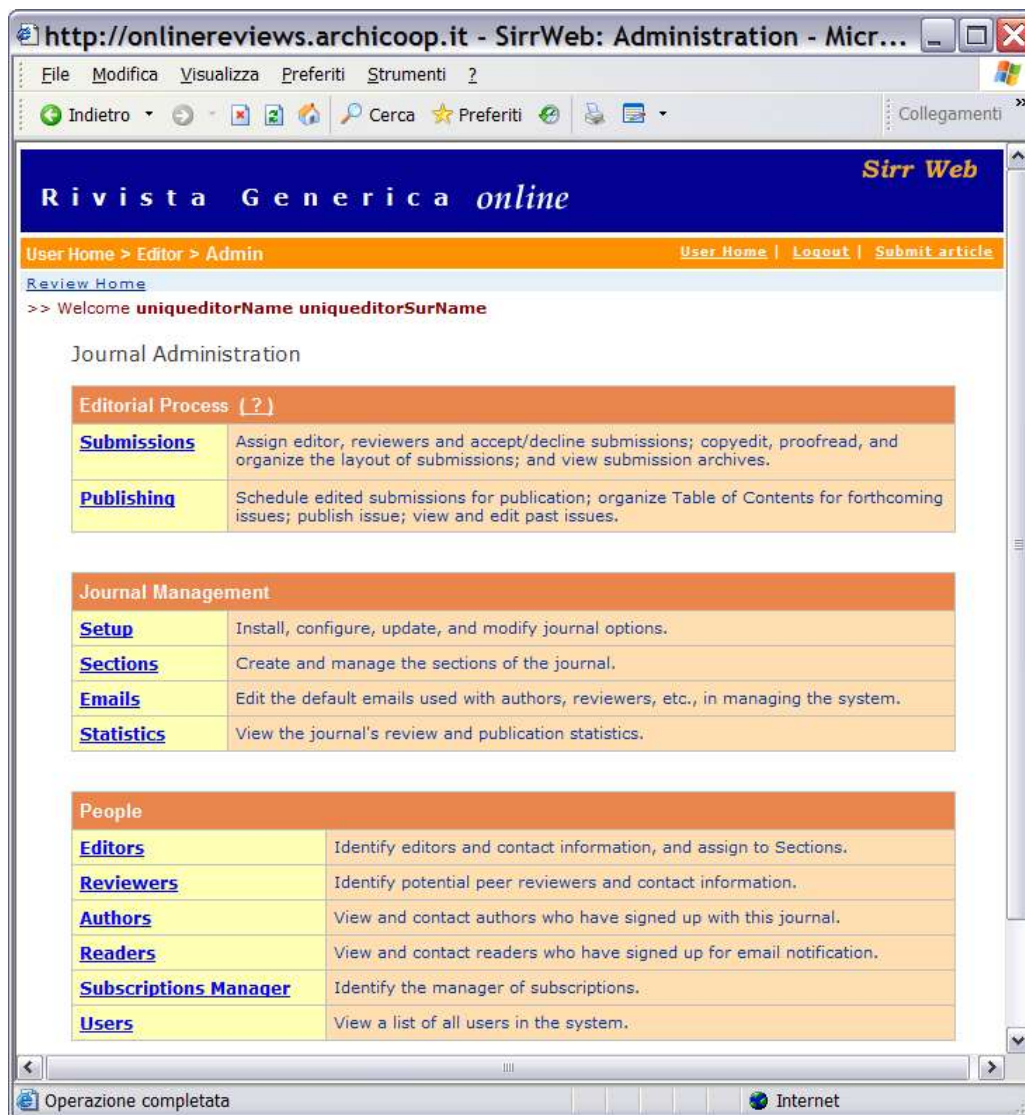 http://onlinereviews.archicoop.it - SirrWeb: Administration - Micr...
File Modifica Visualizza Preferiti Strumenti ?
Indietro Cerca Preferiti Collegamenti »
Sirr Web
Rivista Generica online
User Home > Editor > Admin User Home | Logout | Submit article
Review Home
>> Welcome uniqueditorName uniqueditorSurName
Journal Administration
Editorial Process ( ? )
Submissions Assign editor, reviewers and accept/decline submissions; copyedit, proofread, and
organize the layout of submissions; and view submission archives.
Publishing Schedule edited submissions for publication; organize Table of Contents for forthcoming
issues; publish issue; view and edit past issues.
Journal Management
Setup Install, configure, update, and modify journal options.
Sections Create and manage the sections of the journal.
Emails Edit the default emails used with authors, reviewers, etc., in managing the system.
Statistics View the journal's review and publication statistics.
People
Editors Identify editors and contact information, and assign to Sections.
Reviewers Identify potential peer reviewers and contact information.
Authors View and contact authors who have signed up with this journal.
Readers View and contact readers who have signed up for email notification.
Subscriptions Manager Identify the manager of subscriptions.
Users View a list of all users in the system.
Operazione completata Internet